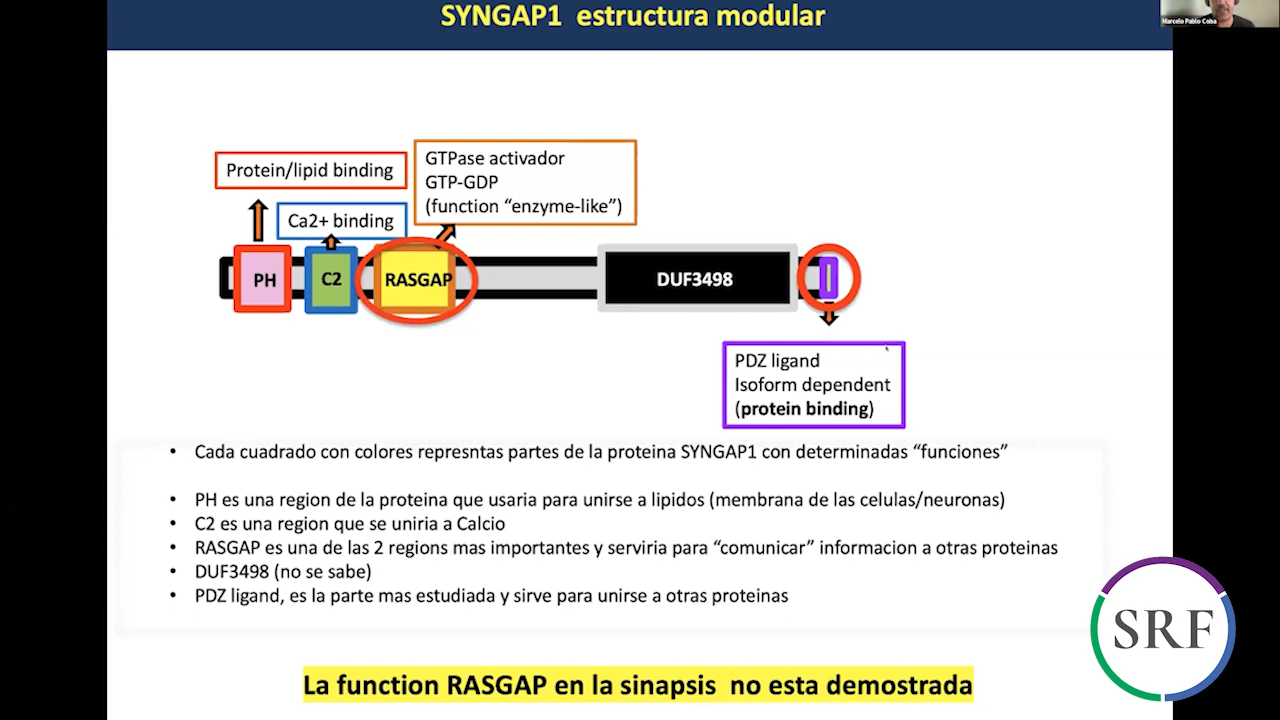 SYNGAP1 estructura modular
Marcelo Pablo Coba
GTPase activador
GTP-GDP
(function “enzyme-like”)
Protein/lipid binding
Ca2+ binding
PH
C2
RASGAP
DUF3498
PDZ ligand
Isoform dependent
(protein binding)
• Cada cuadrado con colores represntas partes de la proteina SYNGAP1 con determinadas “funciones”
• PH es una region de la proteina que usaria para unirse a lipidos (membrana de las celulas/neuronas)
• C2 es una region que se uniria a Calcio
• RASGAP es una de las 2 regions mas importantes y serviria para “comunicar” informacion a otras proteinas
• DUF3498 (no se sabe)
• PDZ ligand, es la parte mas estudiada y sirve para unirse a otras proteinas
SRF
La function RASGAP en la sinapsis no esta demostrada